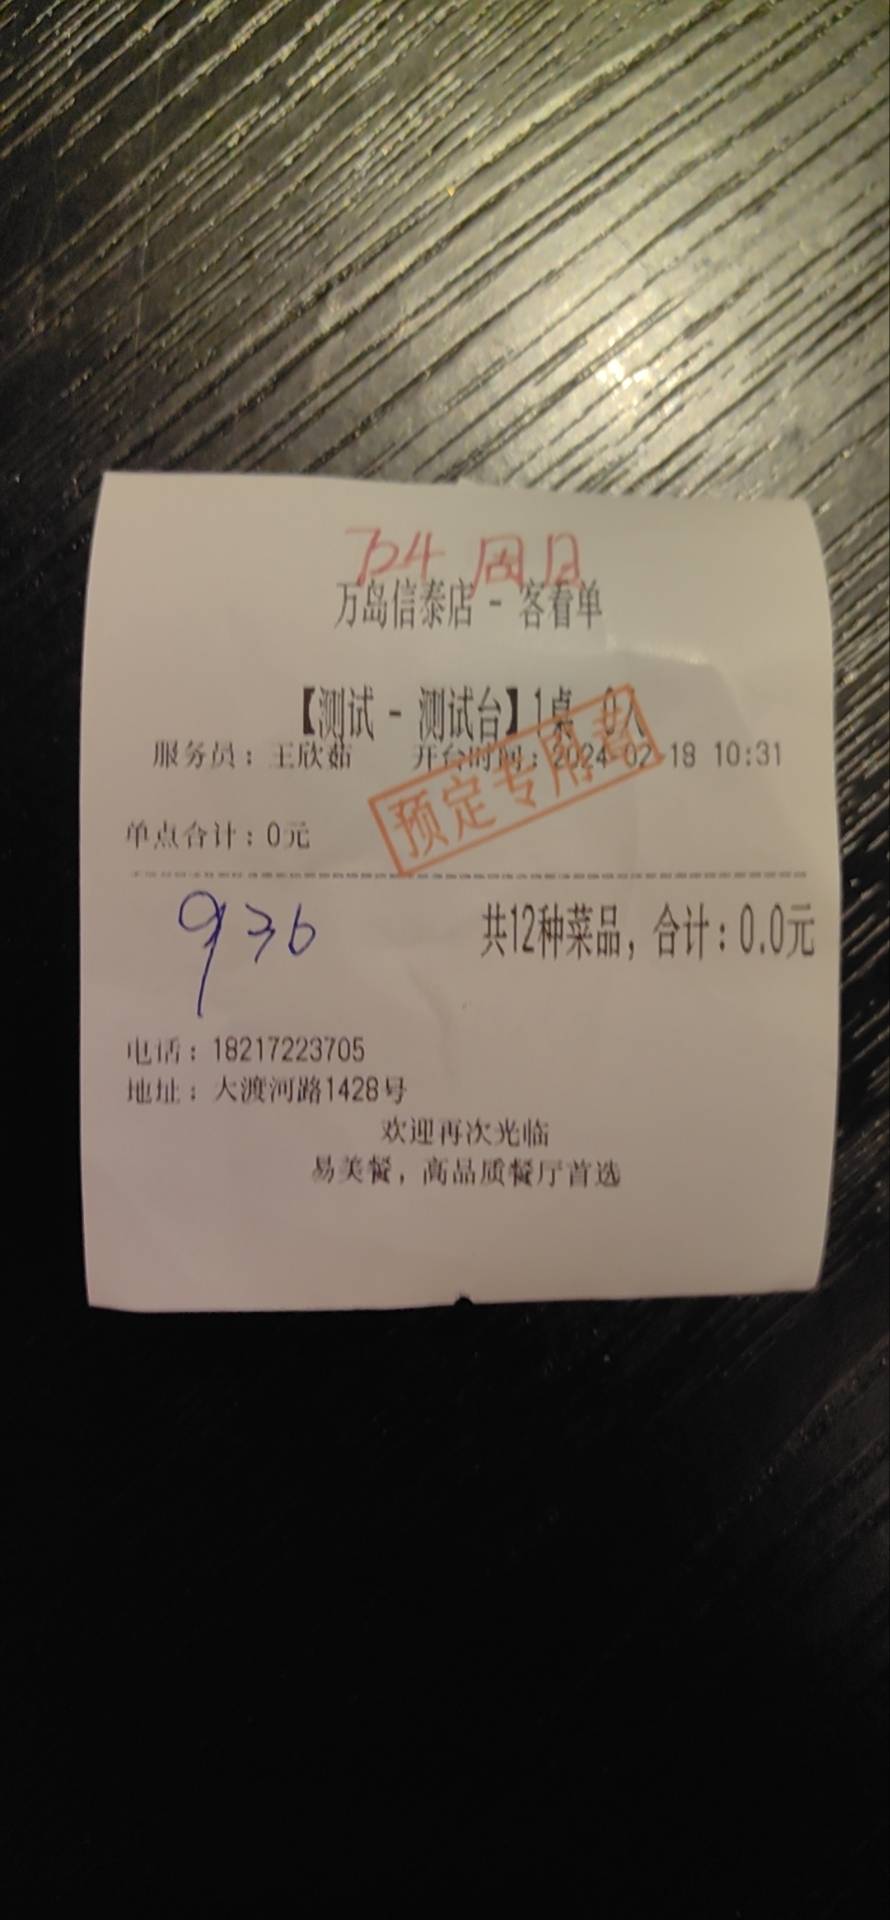 724 周日
万岛信泰店 - 客看单
【测试 - 测试台】1桌 0人
服务员：王欣茹 开台时间：2024-02-18 10:31
预定专用章
单点合计：0元
936
共12种菜品，合计：0.0元
电话：18217223705
地址：大渡河路1428号
欢迎再次光临
易美餐，高品质餐厅首选